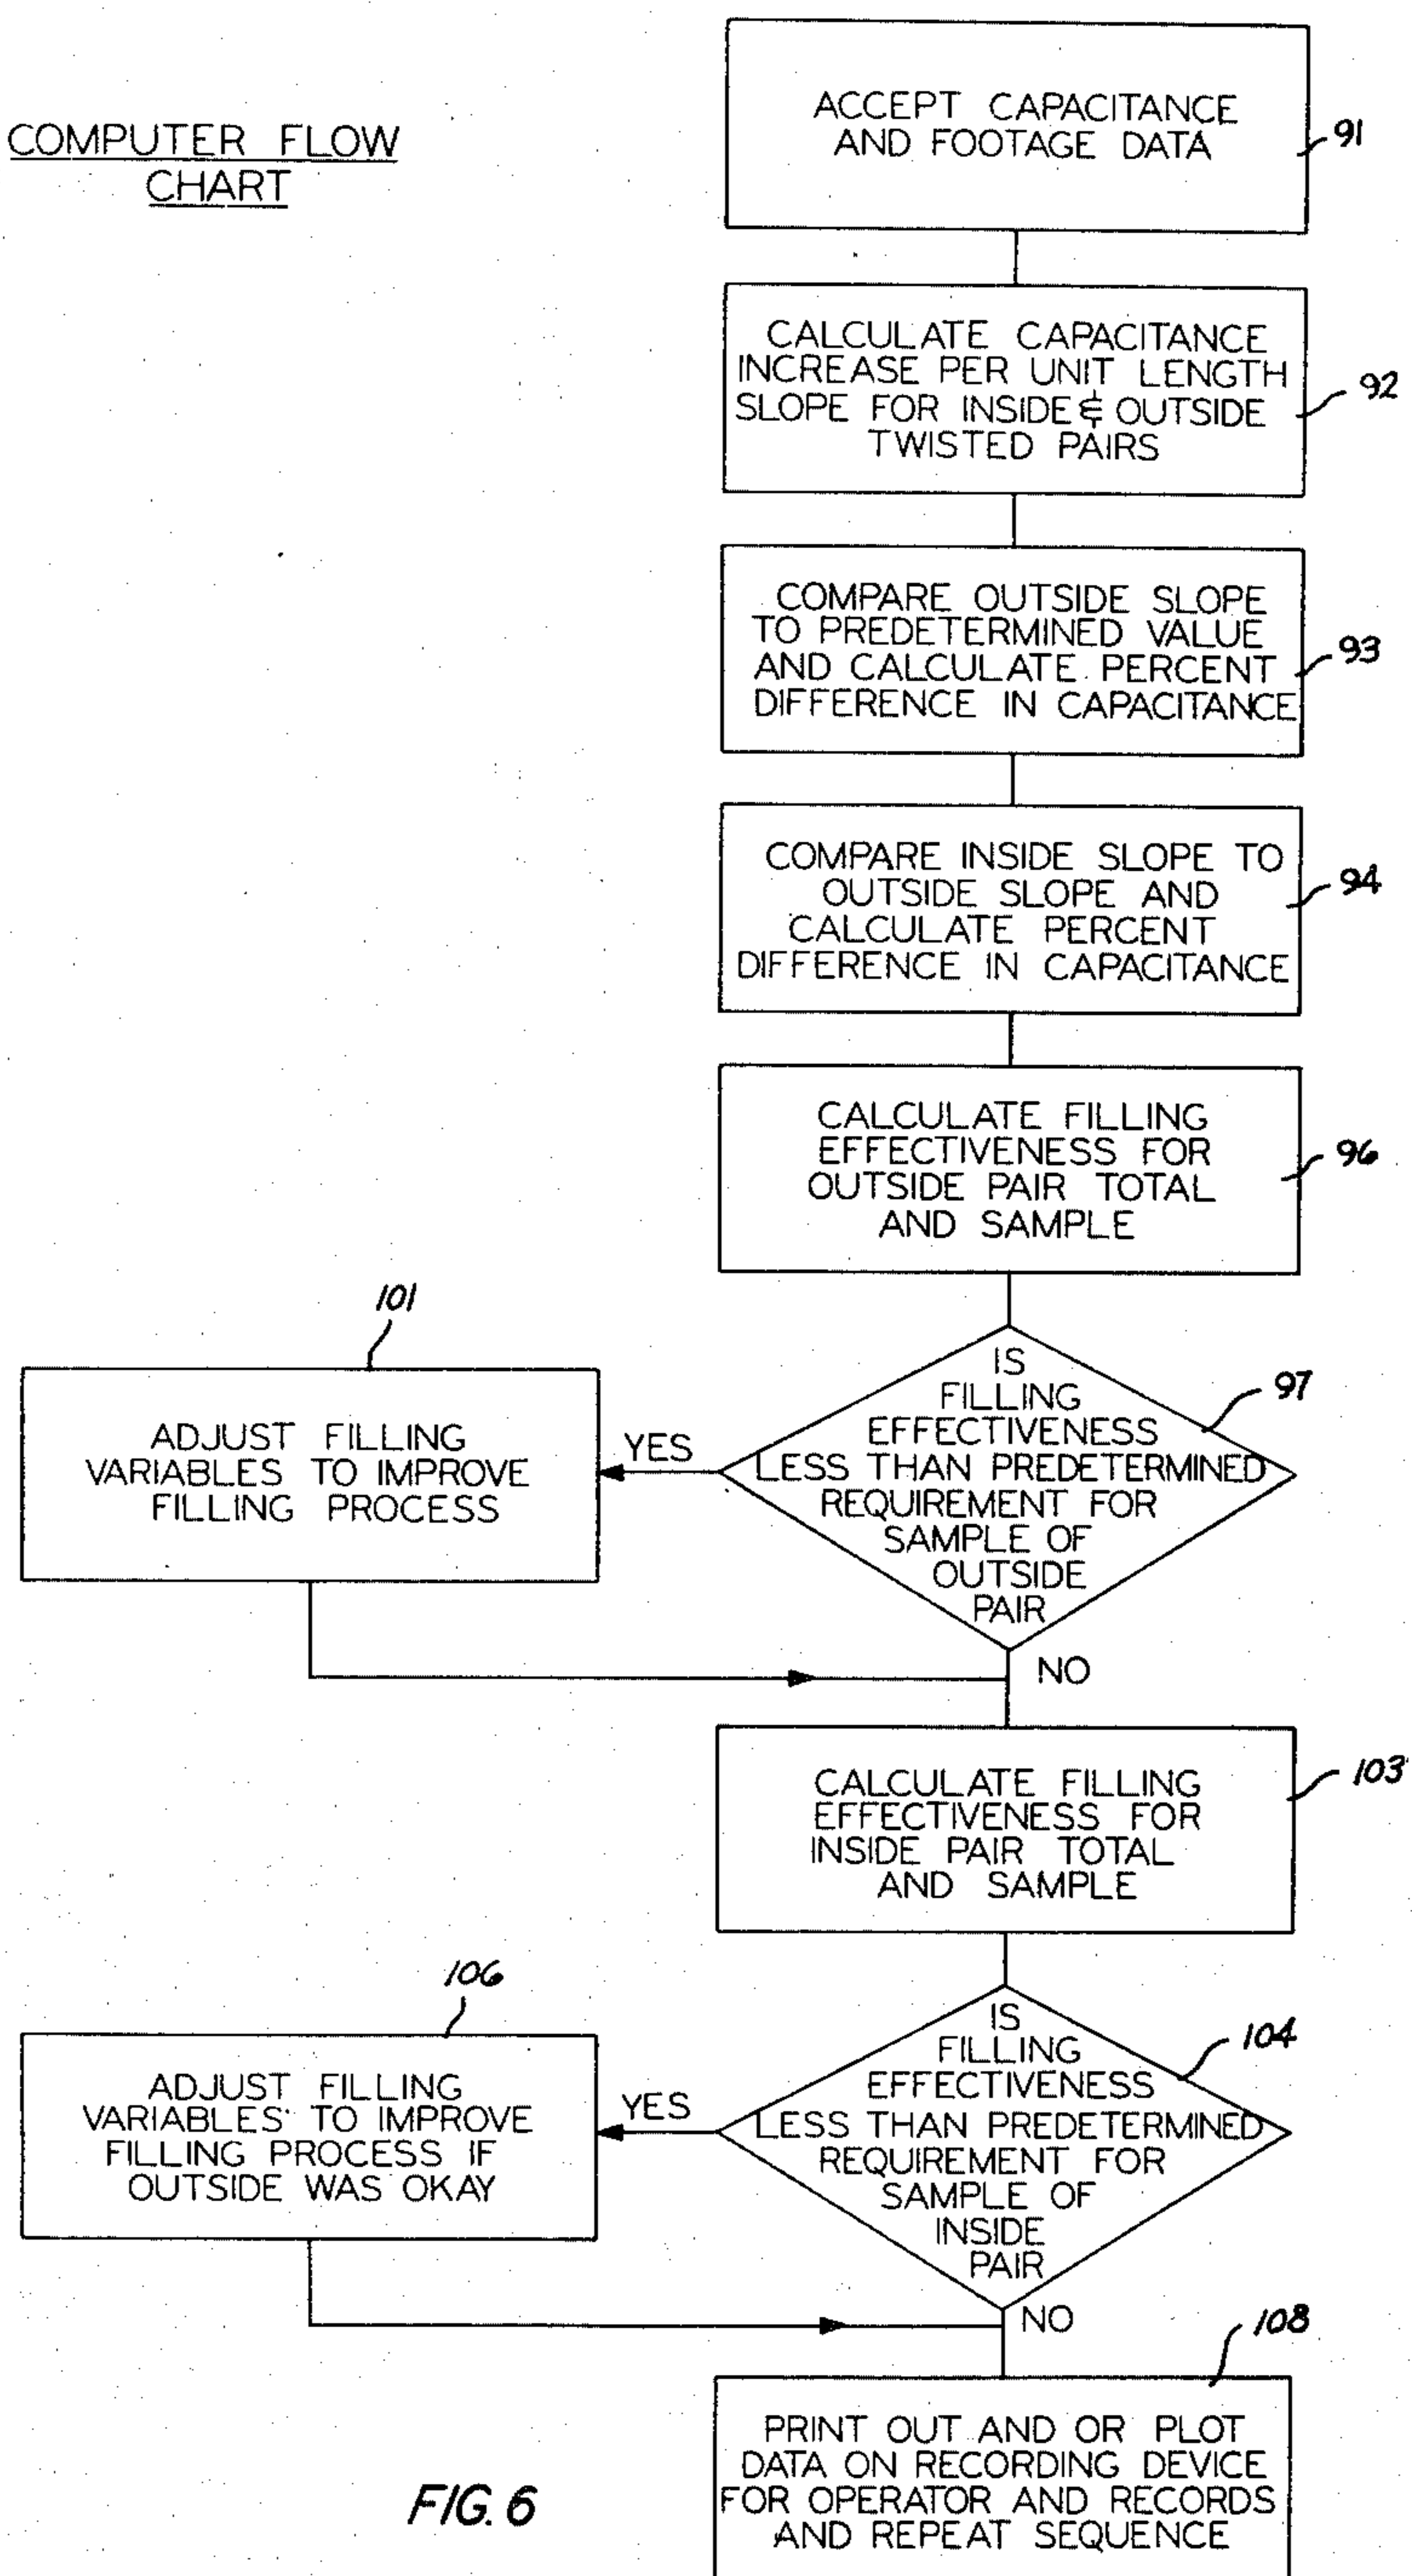 COMPUTER FLOW
CHART
ACCEPT CAPACITANCE
AND FOOTAGE DATA
91
CALCULATE CAPACITANCE
INCREASE PER UNIT LENGTH
SLOPE FOR INSIDE & OUTSIDE
TWISTED PAIRS
92
COMPARE OUTSIDE SLOPE
TO PREDETERMINED VALUE
AND CALCULATE PERCENT
DIFFERENCE IN CAPACITANCE
93
COMPARE INSIDE SLOPE TO
OUTSIDE SLOPE AND
CALCULATE PERCENT
DIFFERENCE IN CAPACITANCE
94
CALCULATE FILLING
EFFECTIVENESS FOR
OUTSIDE PAIR TOTAL
AND SAMPLE
96
IS
FILLING
EFFECTIVENESS
LESS THAN PREDETERMINED
REQUIREMENT FOR
SAMPLE OF
OUTSIDE
PAIR
97
YES
101
ADJUST FILLING
VARIABLES TO IMPROVE
FILLING PROCESS
NO
CALCULATE FILLING
EFFECTIVENESS FOR
INSIDE PAIR TOTAL
AND SAMPLE
103
IS
FILLING
EFFECTIVENESS
LESS THAN PREDETERMINED
REQUIREMENT FOR
SAMPLE OF
INSIDE
PAIR
104
YES
106
ADJUST FILLING
VARIABLES TO IMPROVE
FILLING PROCESS IF
OUTSIDE WAS OKAY
NO
108
PRINT OUT AND OR PLOT
DATA ON RECORDING DEVICE
FOR OPERATOR AND RECORDS
AND REPEAT SEQUENCE
FIG. 6